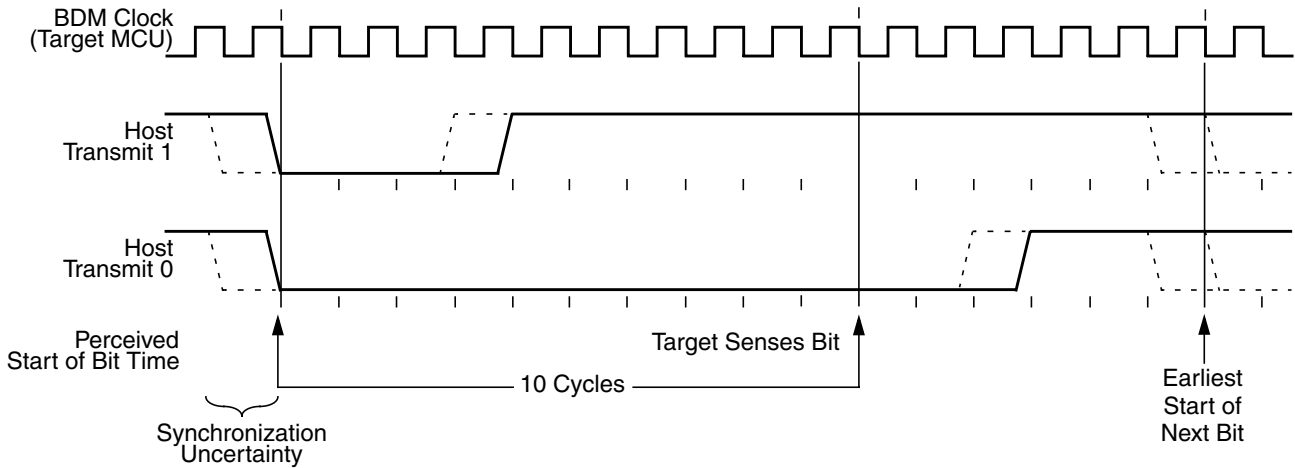 BDM Clock
(Target MCU)
Host
Transmit 1
Host
Transmit 0
Perceived
Start of Bit Time
Target Senses Bit
10 Cycles
Earliest
Start of
Next Bit
Synchronization
Uncertainty